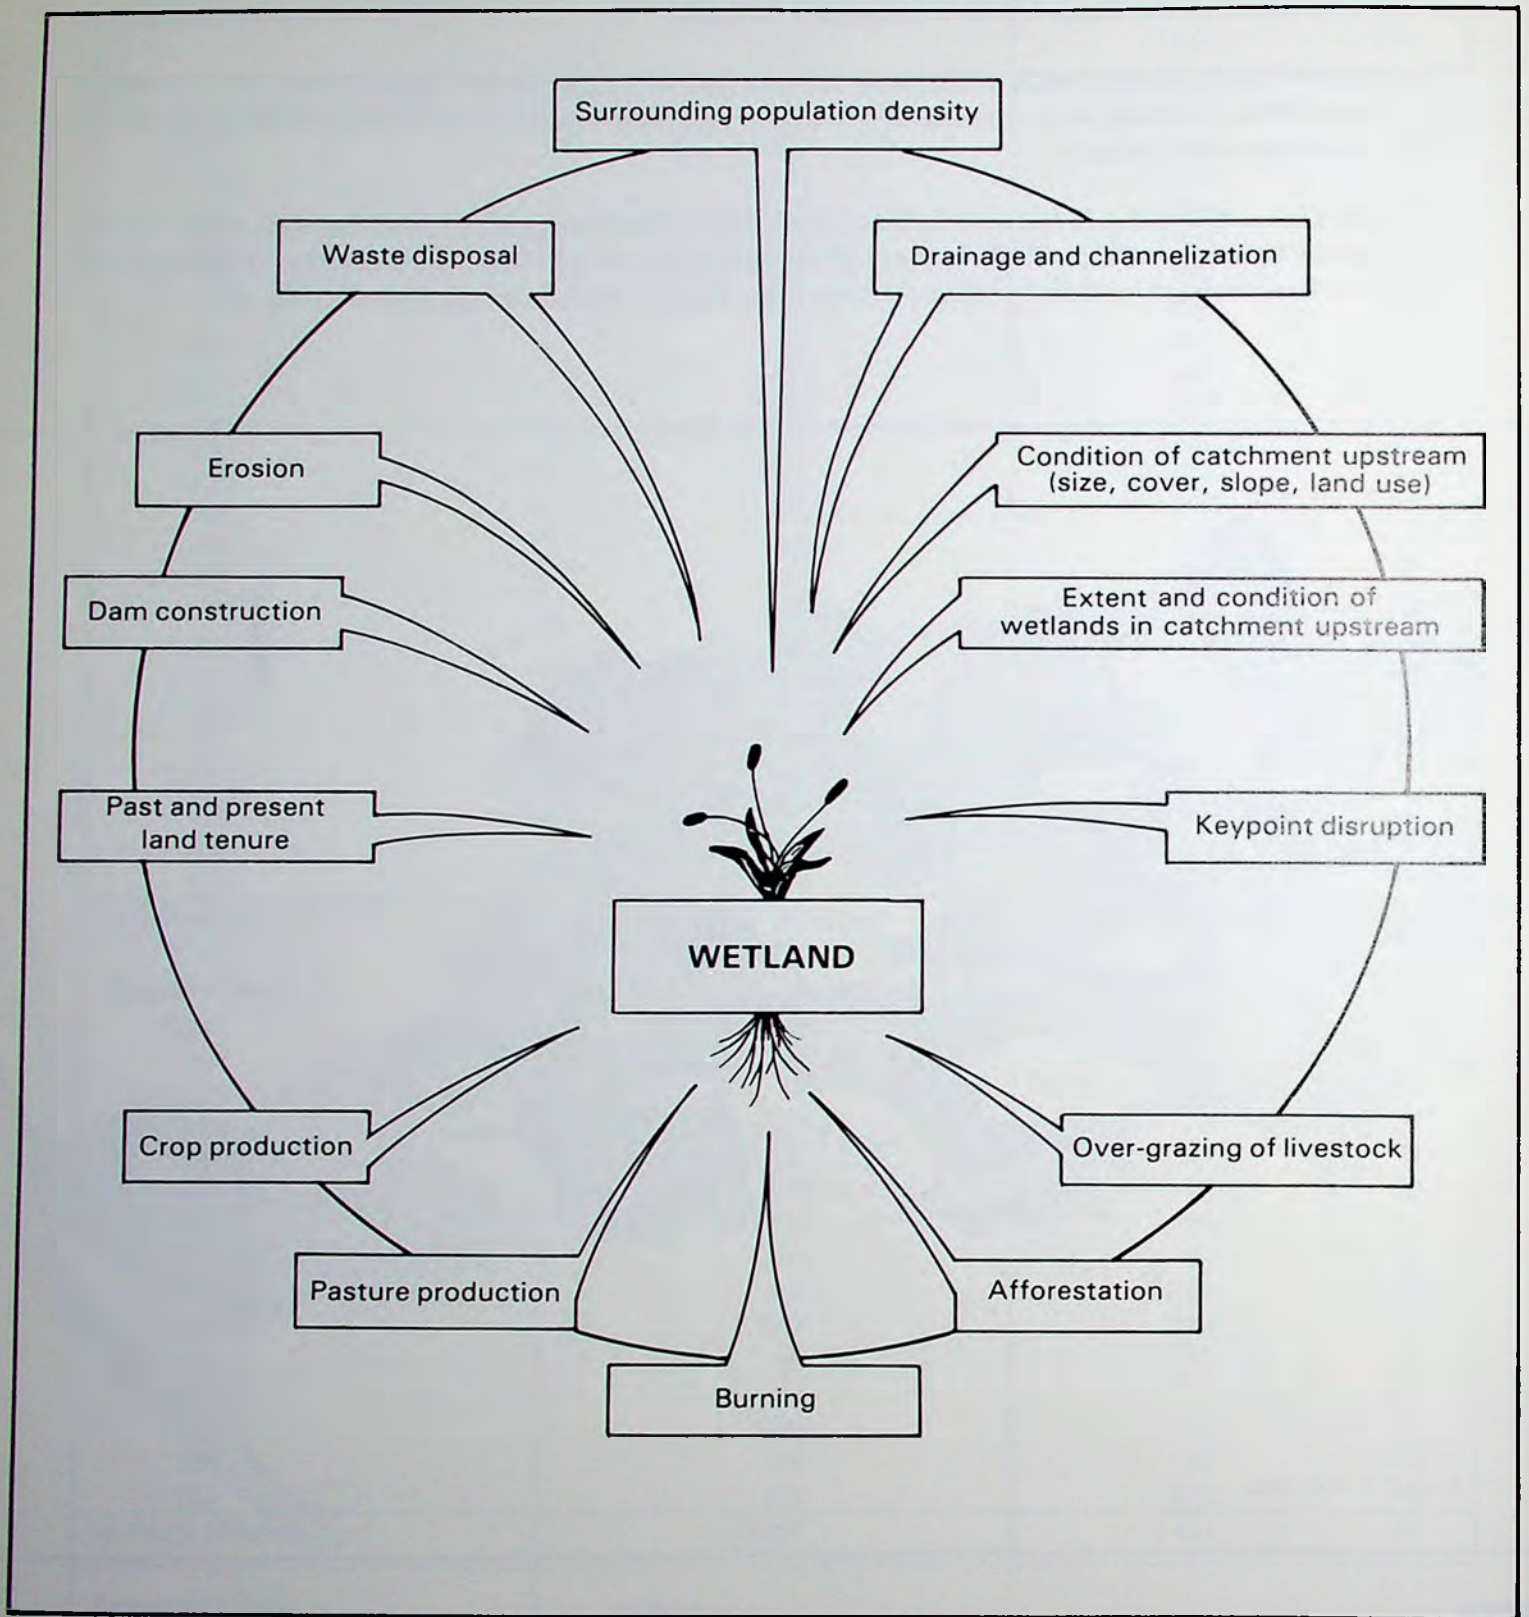 Surrounding population density
Waste disposal
Drainage and channelization
Erosion
Condition of catchment upstream
(size, cover, slope, land use)
Dam construction
Extent and condition of
wetlands in catchment upstream
Past and present
land tenure
Keypoint disruption
WETLAND
Crop production
Over-grazing of livestock
Pasture production
Afforestation
Burning